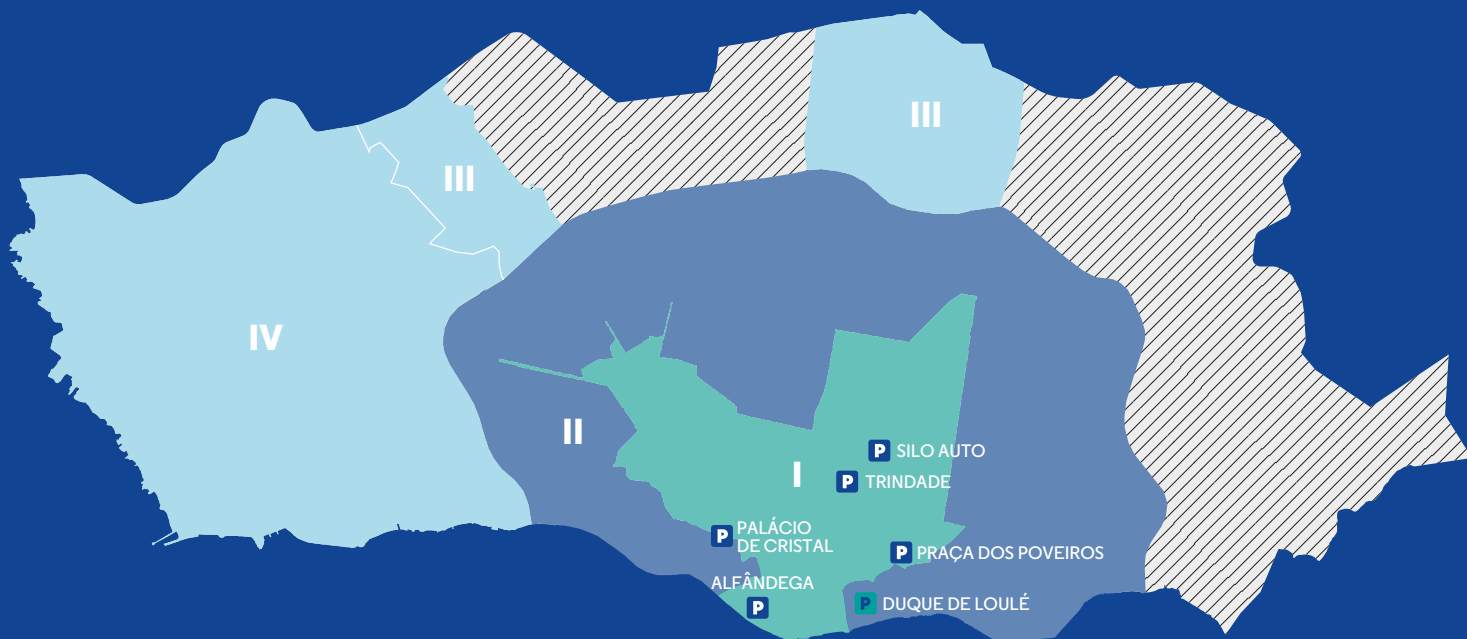 III
III
IV
II
I
P SILO AUTO
P TRINDADE
P PALÁCIO
DE CRISTAL
P PRAÇA DOS POVEIROS
ALFÂNDEGA
P
P DUQUE DE LOULÉ